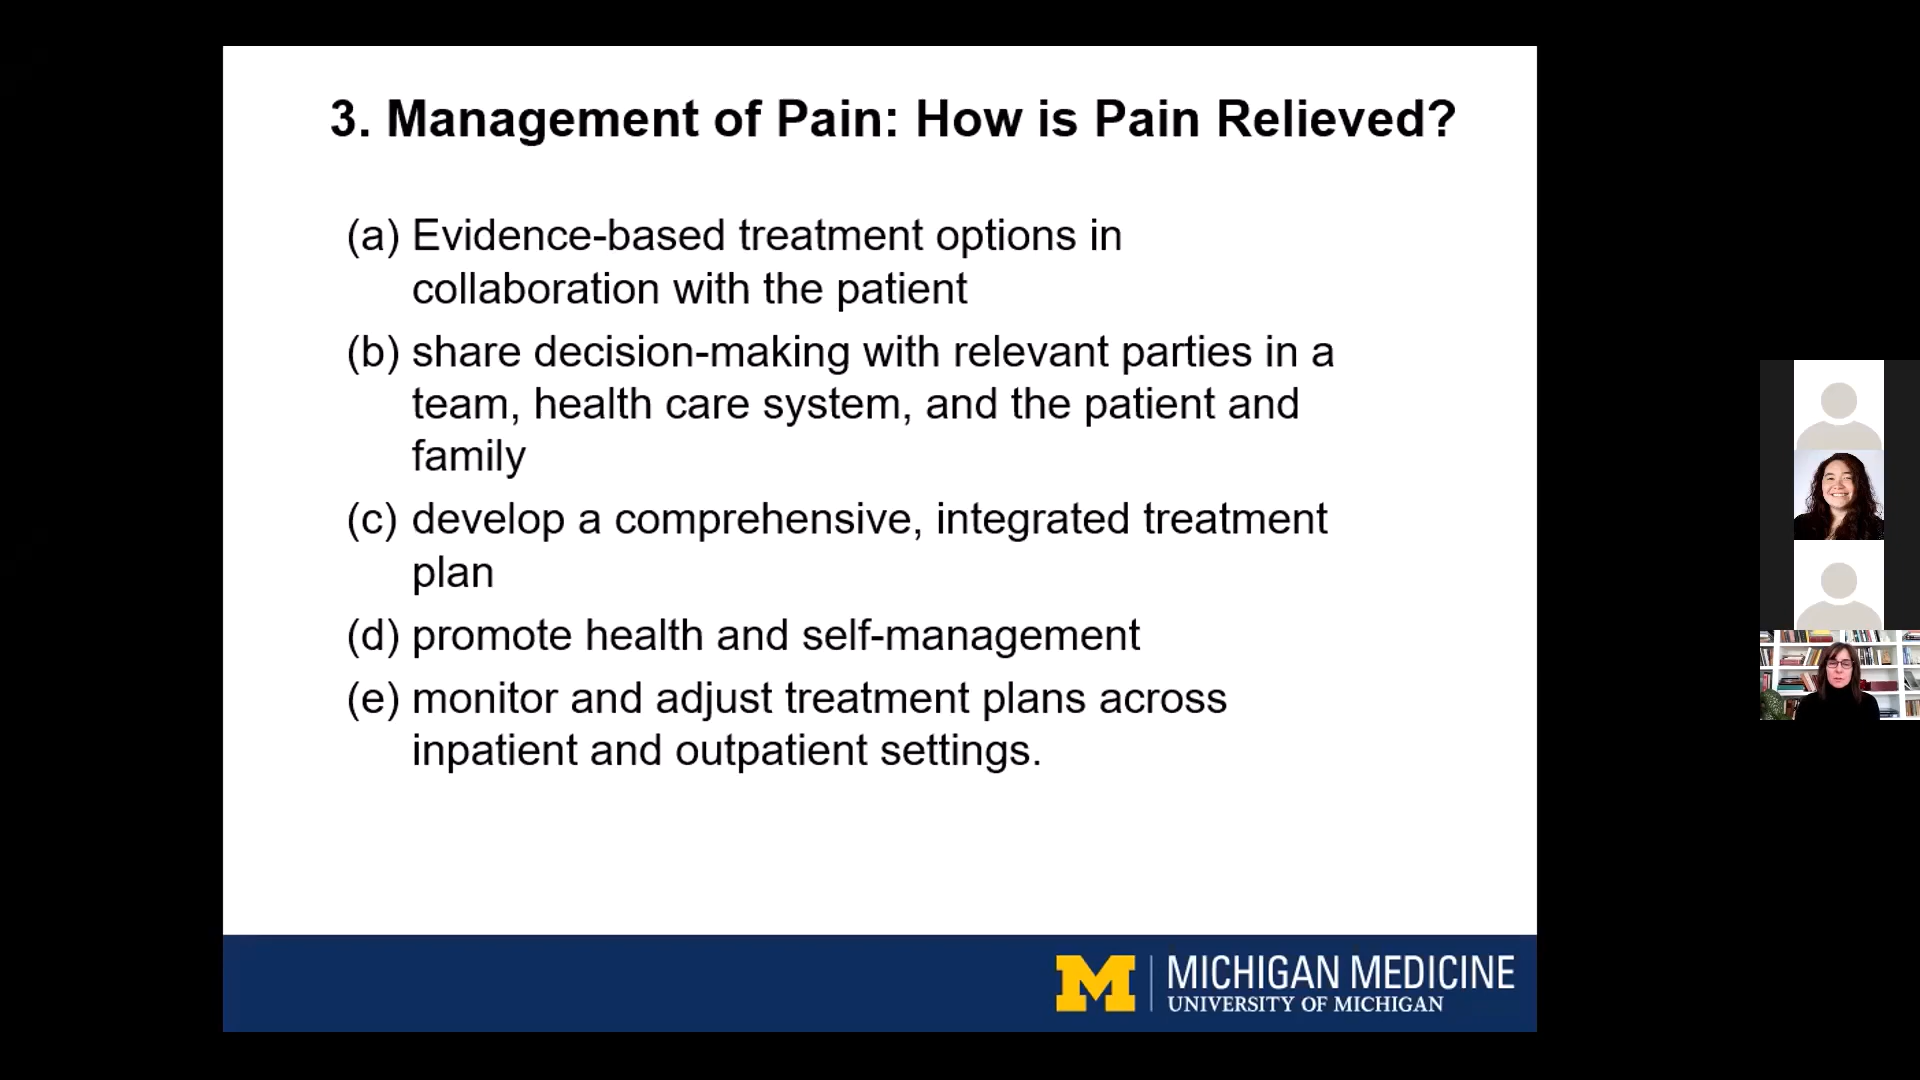 3. Management of Pain: How is Pain Relieved?
(a) Evidence-based treatment options in
collaboration with the patient
(b) share decision-making with relevant parties in a
team, health care system, and the patient and
family
(c) develop a comprehensive, integrated treatment
plan
(d) promote health and self-management
(e) monitor and adjust treatment plans across
inpatient and outpatient settings.
M
MICHIGAN MEDICINE
UNIVERSITY OF MICHIGAN